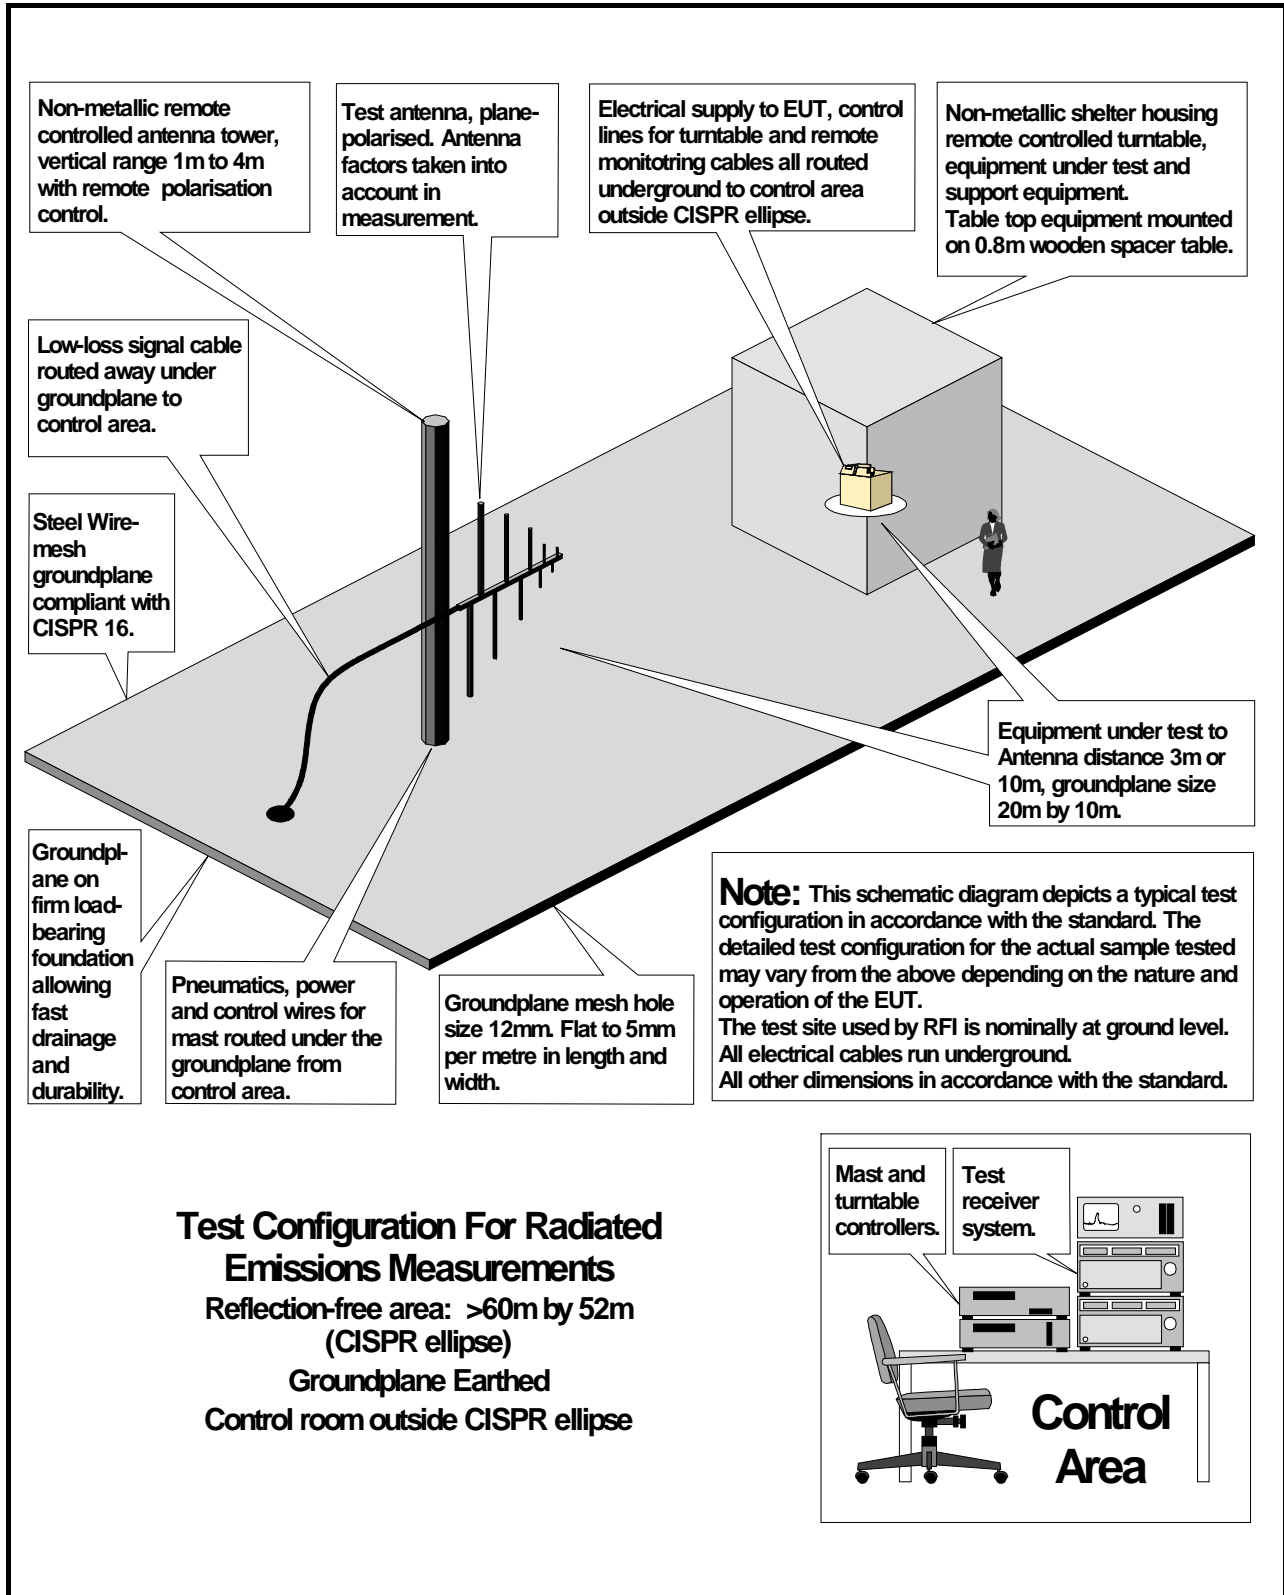 Non-metallic remote
controlled antenna tower,
vertical range 1m to 4m
with remote polarisation
control.
Test antenna, plane-
polarised. Antenna
factors taken into
account in
measurement.
Electrical supply to EUT, control
lines for turntable and remote
monitotring cables all routed
underground to control area
outside CISPR ellipse.
Non-metallic shelter housing
remote controlled turntable,
equipment under test and
support equipment.
Table top equipment mounted
on 0.8m wooden spacer table.
Low-loss signal cable
routed away under
groundplane to
control area.
Steel Wire-
mesh
groundplane
compliant with
CISPR 16.
Equipment under test to
Antenna distance 3m or
10m, groundplane size
20m by 10m.
Groundpl-
ane on
firm load-
bearing
foundation
allowing
fast
drainage
and
durability.
Pneumatics, power
and control wires for
mast routed under the
groundplane from
control area.
Groundplane mesh hole
size 12mm. Flat to 5mm
per metre in length and
width.
Note: This schematic diagram depicts a typical test
configuration in accordance with the standard. The
detailed test configuration for the actual sample tested
may vary from the above depending on the nature and
operation of the EUT.
The test site used by RFI is nominally at ground level.
All electrical cables run underground.
All other dimensions in accordance with the standard.
Test Configuration For Radiated
Emissions Measurements
Reflection-free area: >60m by 52m
(CISPR ellipse)
Groundplane Earthed
Control room outside CISPR ellipse
Mast and
turntable
controllers.
Test
receiver
system.
Control
Area